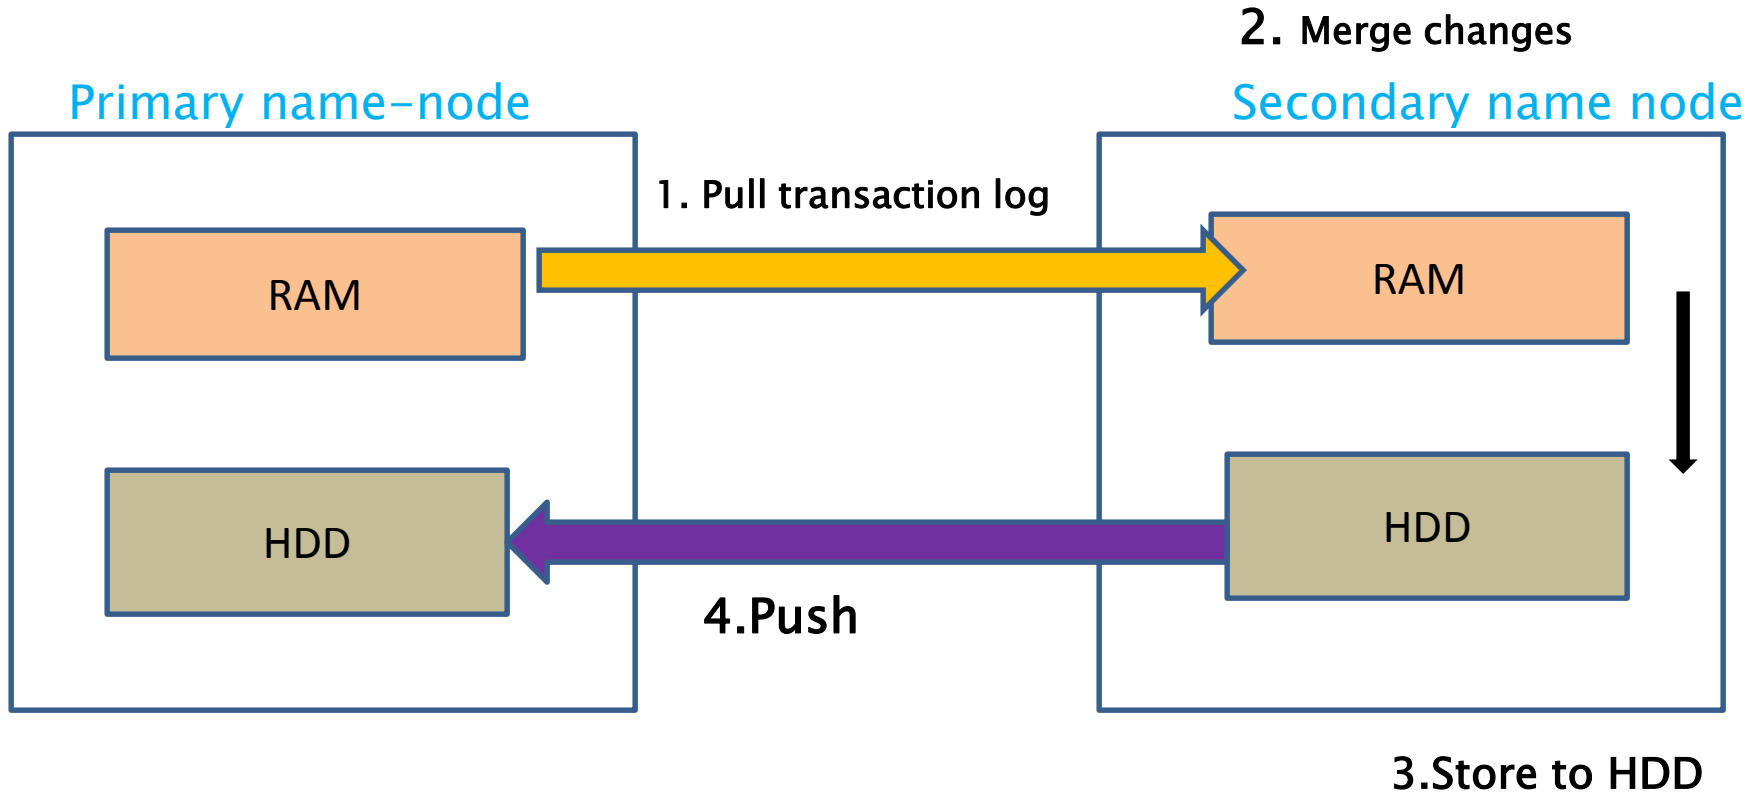 2. Merge changes
Primary name-node
Secondary name node
1. Pull transaction log
RAM
RAM
HDD
HDD
4.Push
3.Store to HDD